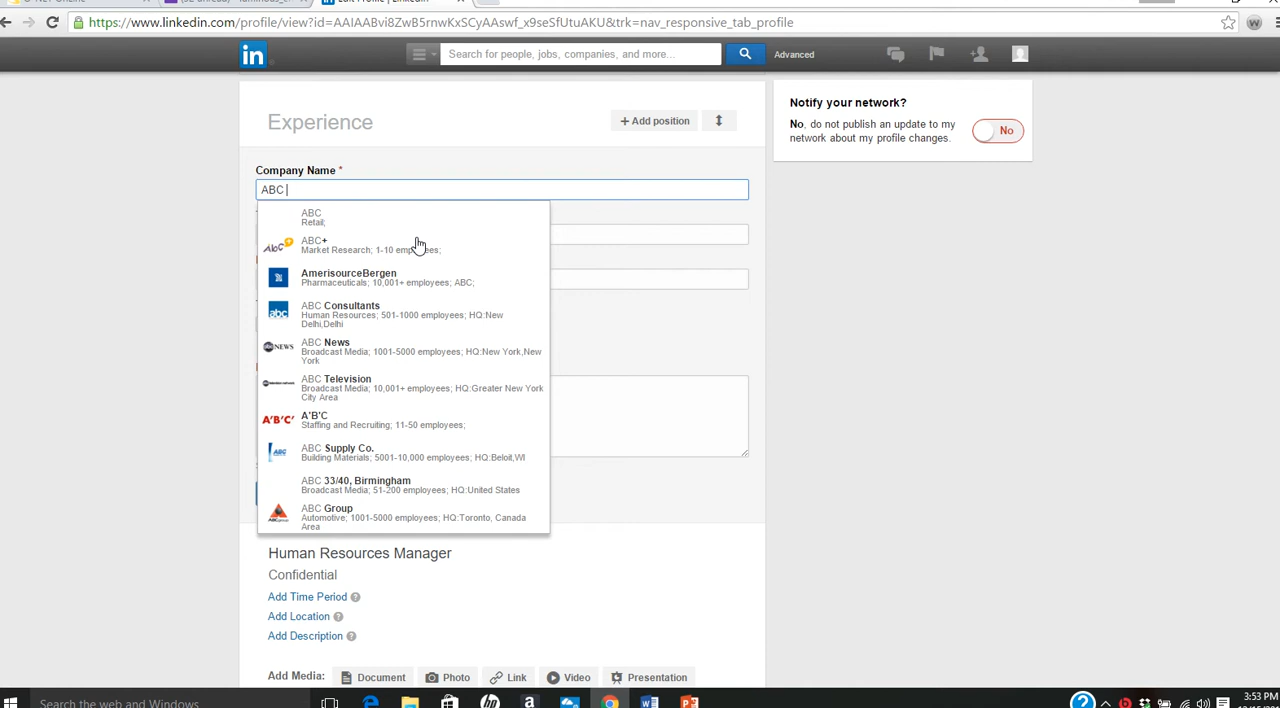 https://www.linkedin.com/profile/view?id=AAIAABvi8ZwB5rnwKxSCyAAswf_x9seSfUtuAKU&trk=nav_responsive_tab_profile
W
in
Search for people, jobs, companies, and more...
Advanced
Experience
+ Add position
Notify your network?
No, do not publish an update to my
network about my profile changes.
No
Company Name *
ABC
ABC
Retail;
ABC+
Market Research; 1-10
AmerisourceBergen
Pharmaceuticals; 10,001+ employees; ABC;
abc
ABC Consultants
Human Resources; 501-1000 employees; HQ:New
Delhi,Delhi
NEWS
ABC News
Broadcast Media; 1001-5000 employees; HQ:New York,New
York
ABC Television
Broadcast Media; 10,001+ employees; HQ:Greater New York
City Area
A'B'C'
A'B'C
Staffing and Recruiting; 11-50 employees;
ABC
ABC Supply Co.
Building Materials; 5001-10,000 employees; HQ:Beloit,WI
ABC 33/40, Birmingham
Broadcast Media; 51-200 employees; HQ:United States
ABC Group
Automotive; 1001-5000 employees; HQ:Toronto, Canada
Area
Human Resources Manager
Confidential
Add Time Period ?
Add Location ?
Add Description ?
Add Media: Document Photo Link Video Presentation
Search the web and Windows
3:53 PM